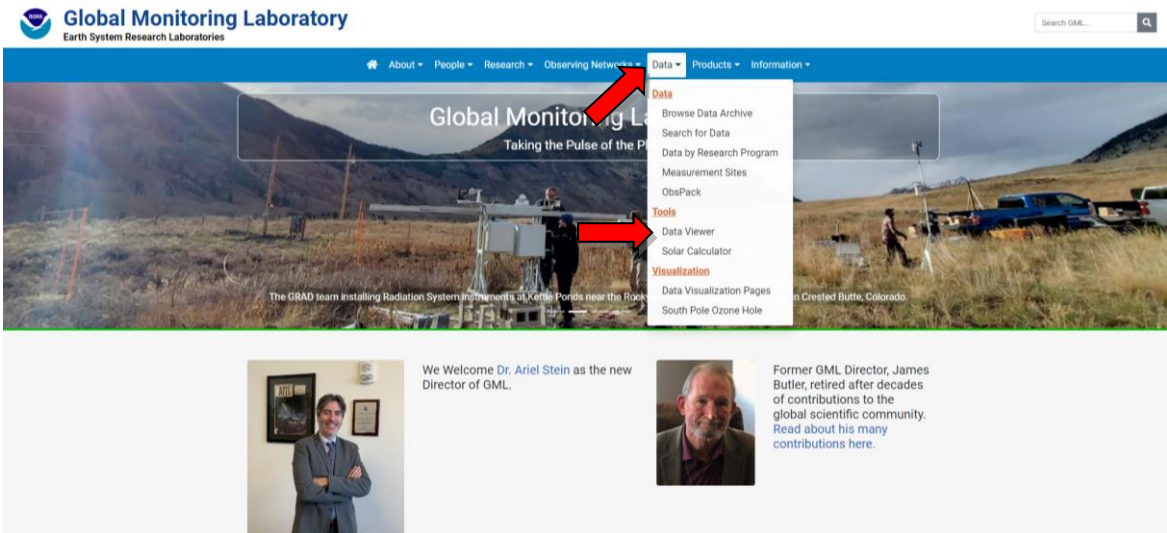 NOAA
Global Monitoring Laboratory
Earth System Research Laboratories
Search GML...
About
People
Research
Observing Networks
Data
Products
Information
Data
Browse Data Archive
Search for Data
Data by Research Program
Measurement Sites
ObsPack
Tools
Data Viewer
Solar Calculator
Visualization
Data Visualization Pages
South Pole Ozone Hole
Global Monitoring La
Taking the Pulse of the Pl
The GRAD team installing Radiation System Instruments at Kettle Ponds near the Rock
n Crested Butte, Colorado.
We Welcome Dr. Ariel Stein as the new
Director of GML.
Former GML Director, James
Butler, retired after decades
of contributions to the
global scientific community.
Read about his many
contributions here.